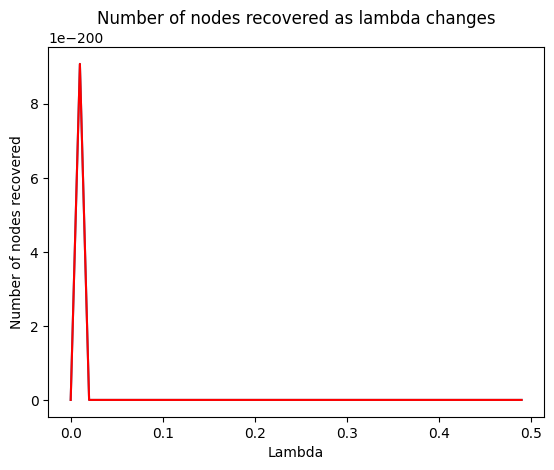 Number of nodes recovered as lambda changes
1e−200
8
6
4
2
0
Number of nodes recovered
0.0 0.1 0.2 0.3 0.4 0.5
Lambda